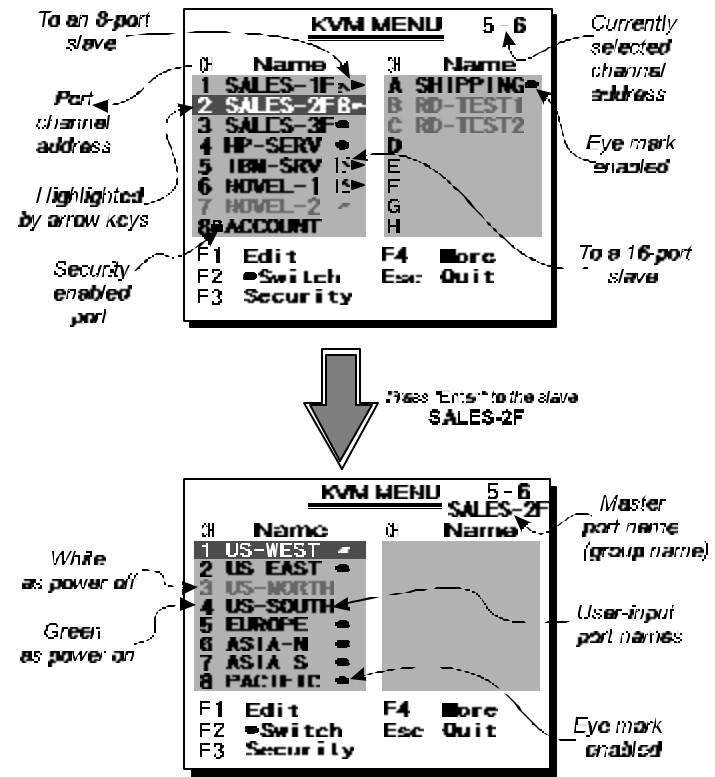 To an 8-port
slave
KVM MENU 5-6
Currently
selected
channel
address
CH Name CH Name
Port
channel
address
1 SALES-1F
2 SALES-2F 8
3 SALES-3F
4 HP-SERV
5 IBM-SRV
6 NOVEL-1
7 NOVEL-2
8 ACCOUNT
A SHIPPING
B RD-TEST1
C RD-TEST2
D
E
F
G
H
Eye mark
enabled
Highlighted
by arrow keys
Security
enabled
port
To a 16-port
slave
F1 Edit F4 More
F2 Switch Esc Quit
F3 Security
Press "Enter" to the slave
SALES-2F
KVM MENU 5-6
SALES-2F
Master
port name
(group name)
CH Name CH Name
White
as power off
Green
as power on
1 US-WEST
2 US EAST
3 US-NORTH
4 US-SOUTH
5 EUROPE
6 ASIA-N
7 ASIA S
8 PACIFIC
User-input
port names
F1 Edit F4 More
F2 Switch Esc Quit
F3 Security
Eye mark
enabled